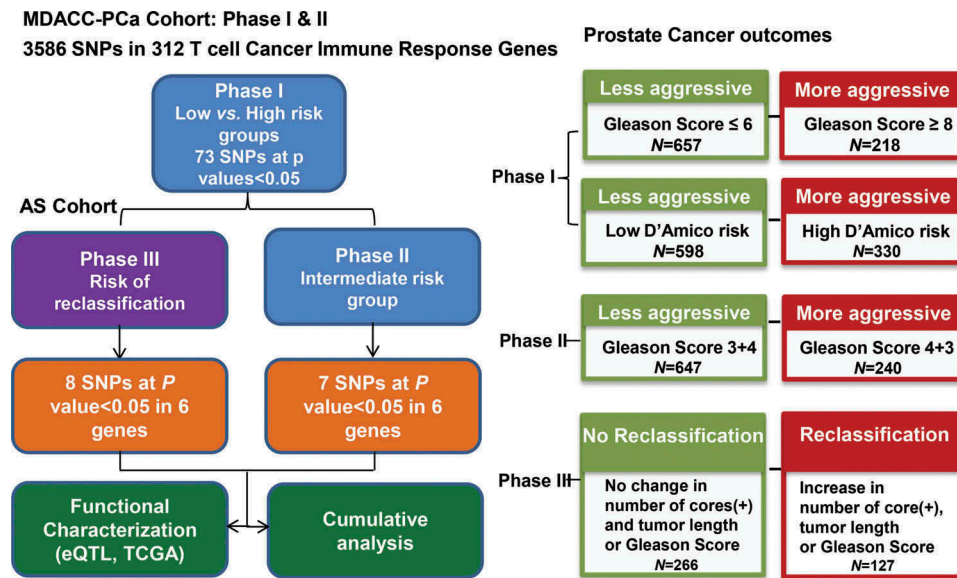 MDACC-PCa Cohort: Phase I & II
3586 SNPs in 312 T cell Cancer Immune Response Genes
Phase I
Low vs. High risk
groups
73 SNPs at p
values<0.05
AS Cohort
Phase III
Risk of
reclassification
Phase II
Intermediate risk
group
8 SNPs at P
value<0.05 in 6
genes
7 SNPs at P
value<0.05 in 6
genes
Functional
Characterization
(eQTL, TCGA)
Cumulative
analysis
Prostate Cancer outcomes
Phase I
Less aggressive
Gleason Score ≤ 6
N=657
More aggressive
Gleason Score ≥ 8
N=218
Less aggressive
Low D'Amico risk
N=598
More aggressive
High D'Amico risk
N=330
Phase II
Less aggressive
Gleason Score 3+4
N=647
More aggressive
Gleason Score 4+3
N=240
Phase III
No Reclassification
No change in
number of cores(+)
and tumor length
or Gleason Score
N=266
Reclassification
Increase in
number of core(+),
tumor length
or Gleason Score
N=127